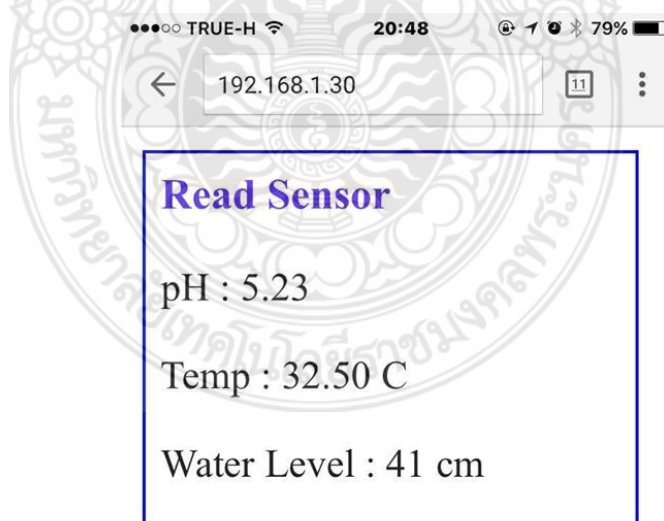 TRUE-H 20:48 79%
192.168.1.30 11
Read Sensor
pH : 5.23
Temp : 32.50 C
Water Level : 41 cm